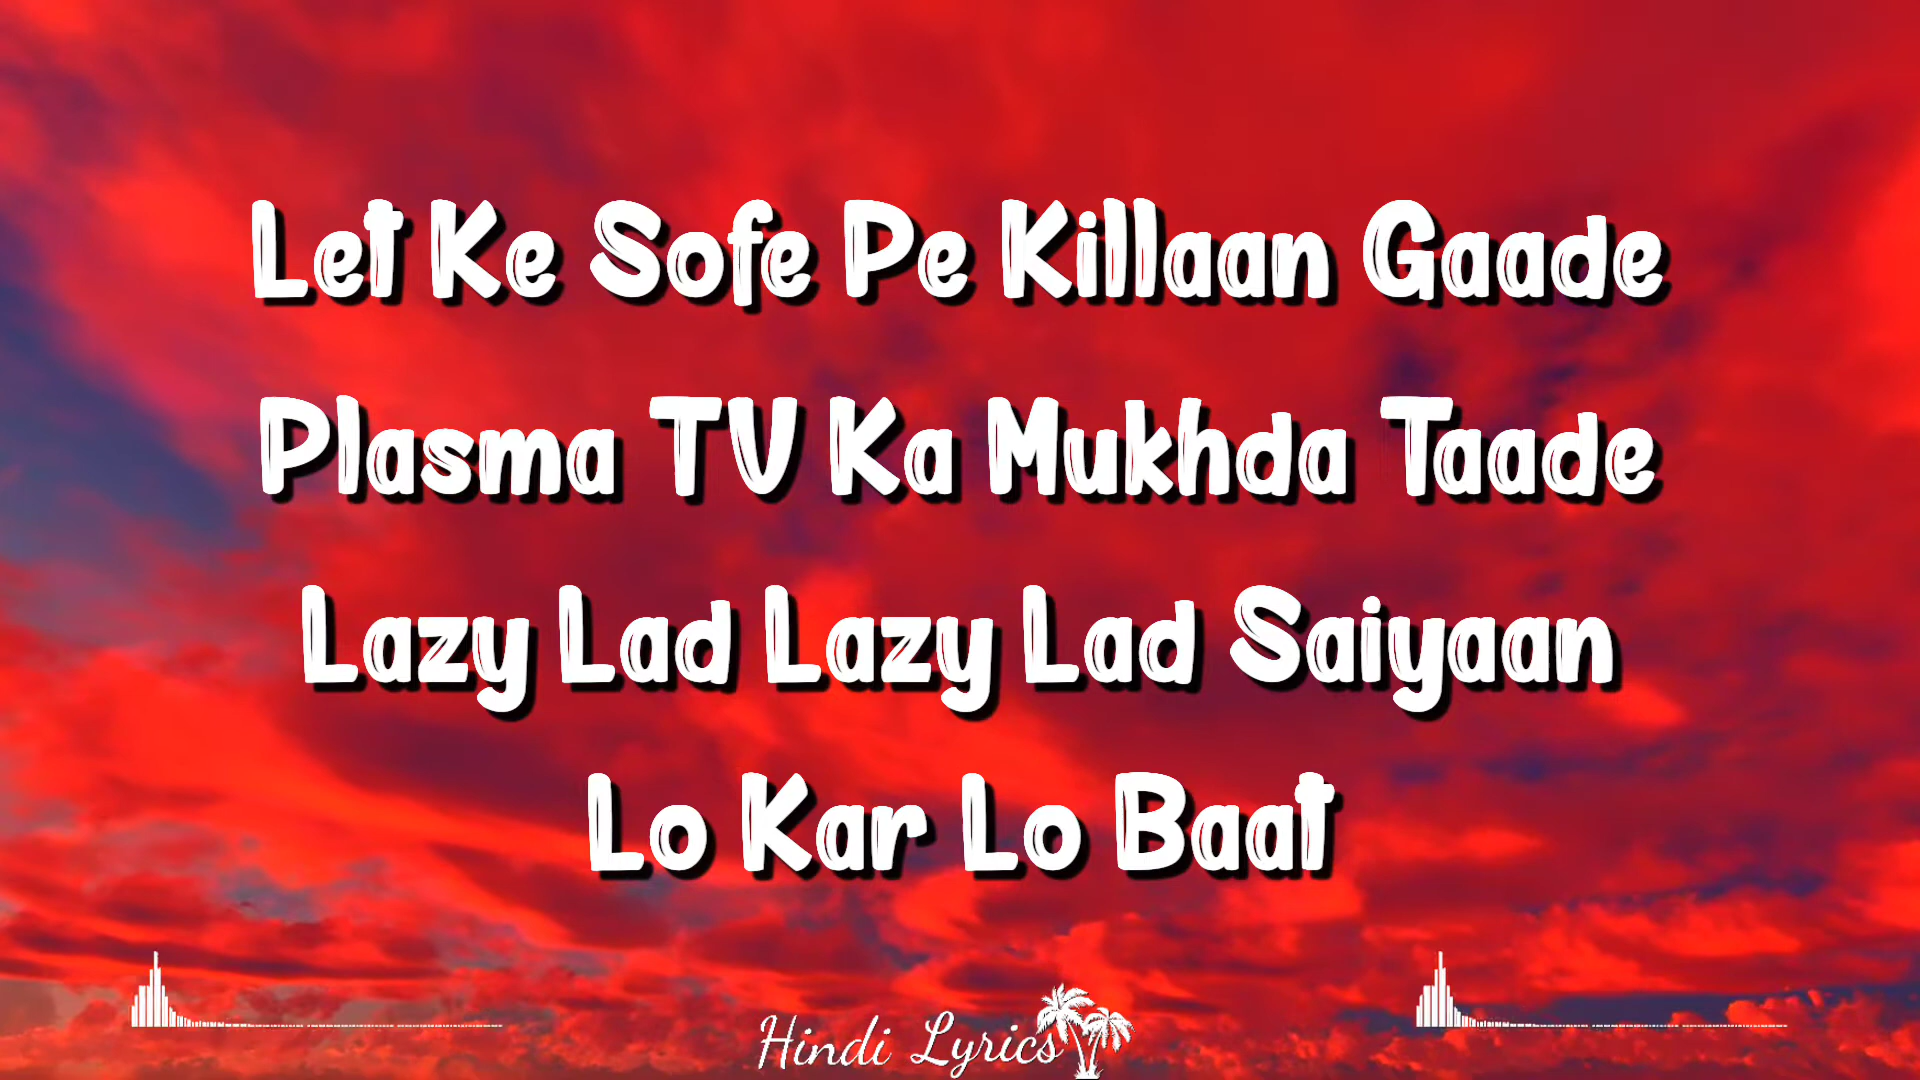 Let Ke Sofe Pe Killaan Gaade
Plasma TV Ka Mukhda Taade
Lazy Lad Lazy Lad Saiyaan
Lo Kar Lo Baat
Hindi Lyrics